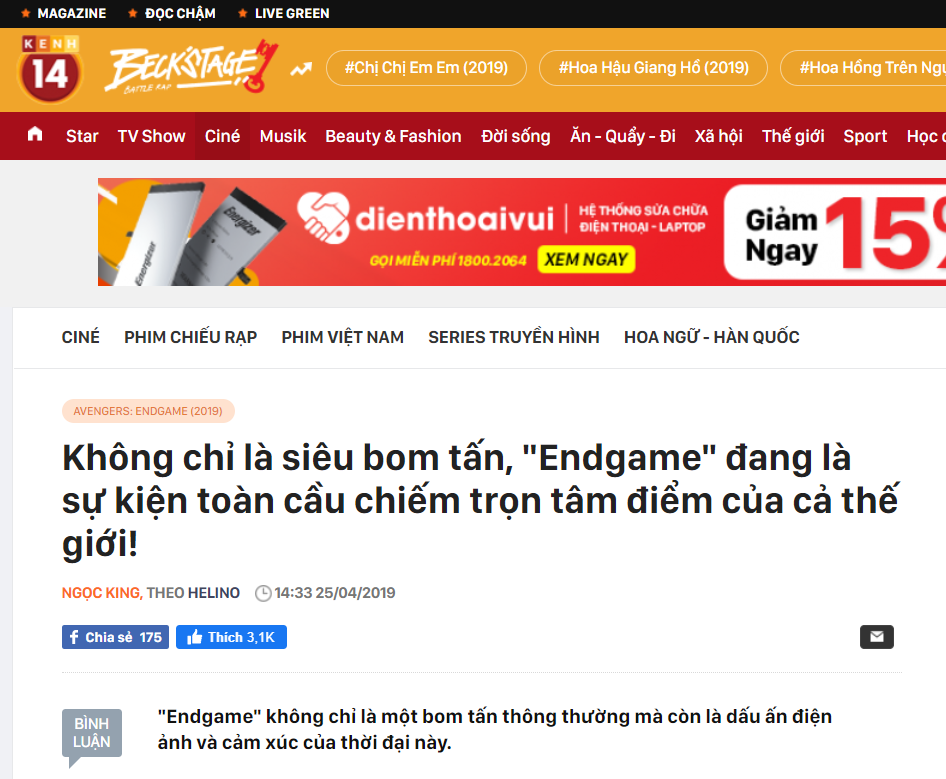 MAGAZINE ĐỌC CHẬM LIVE GREEN
KENH
14
BECK'STAGE
BATTLE RAP
#Chị Chị Em Em (2019) #Hoa Hậu Giang Hồ (2019) #Hoa Hồng Trên Ngự
Star TV Show Ciné Musik Beauty & Fashion Đời sống Ăn - Quẩy - Đi Xã hội Thế giới Sport Học
Energizer
Energizer
dienthoaivui
HỆ THỐNG SỬA CHỮA
ĐIỆN THOẠI - LAPTOP
GỌI MIỄN PHÍ 1800.2064 XEM NGAY
Giảm
Ngay
15%
CINÉ PHIM CHIẾU RẠP PHIM VIỆT NAM SERIES TRUYỀN HÌNH HOA NGỮ - HÀN QUỐC
AVENGERS: ENDGAME (2019)
Không chỉ là siêu bom tấn, "Endgame" đang là
sự kiện toàn cầu chiếm trọn tâm điểm của cả thế
giới!
NGỌC KING, THEO HELINO 14:33 25/04/2019
Chia sẻ 175 Thích 3,1K
BÌNH
LUẬN
"Endgame" không chỉ là một bom tấn thông thường mà còn là dấu ấn điện
ảnh và cảm xúc của thời đại này.